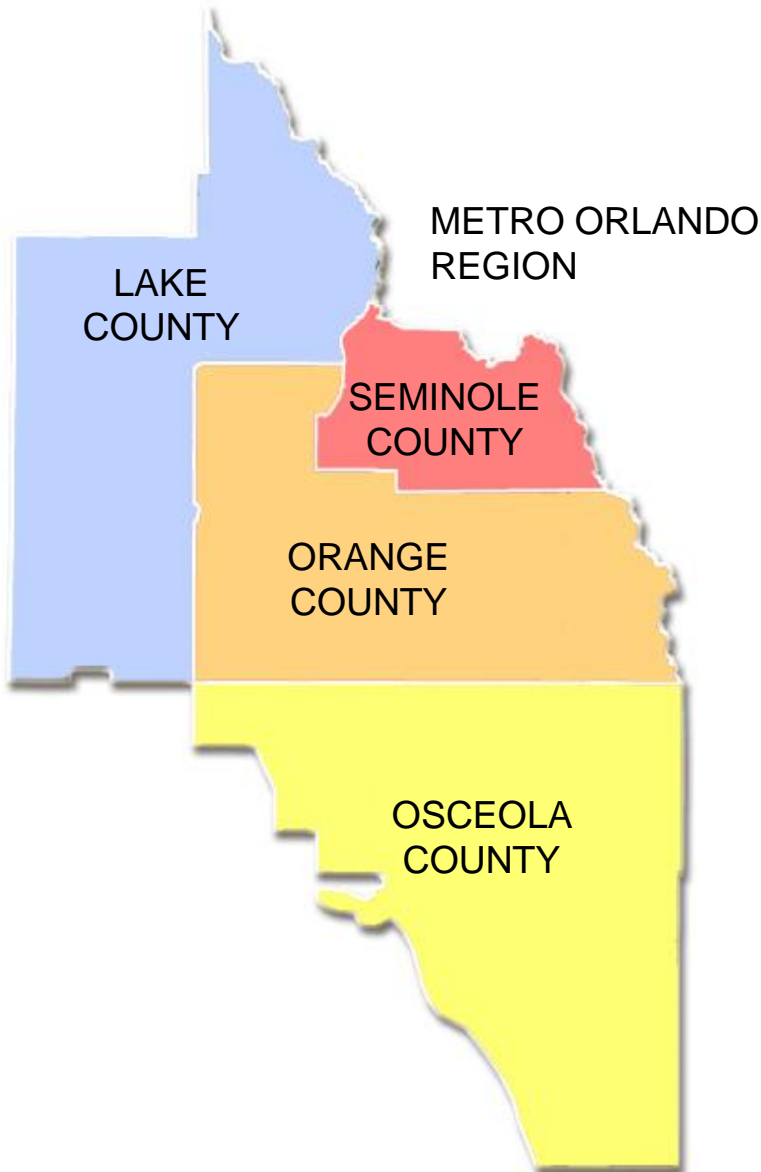 METRO ORLANDO
REGION
LAKE
COUNTY
SEMINOLE
COUNTY
ORANGE
COUNTY
OSCEOLA
COUNTY